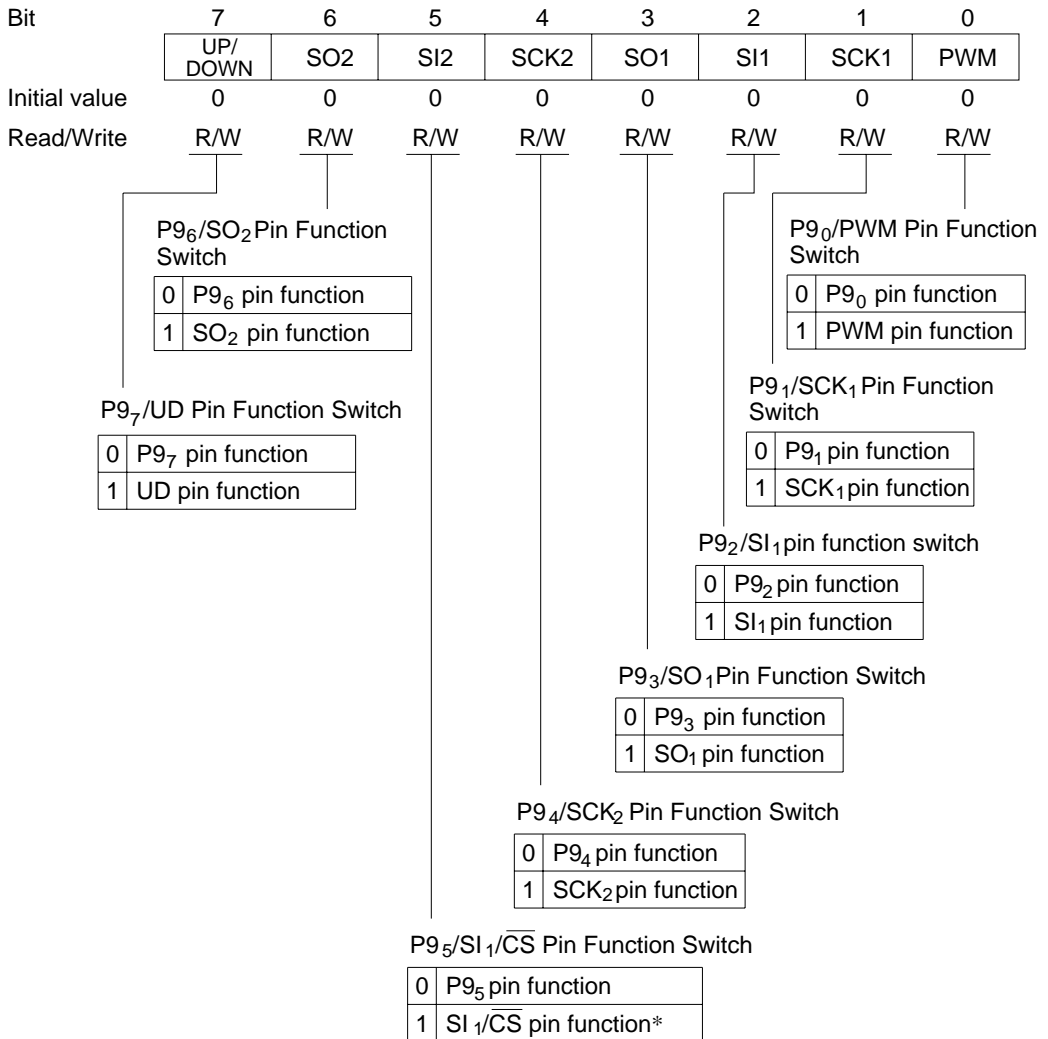 Bit 7 6 5 4 3 2 1 0
UP/DOWN SO2 SI2 SCK2 SO1 SI1 SCK1 PWM
Initial value 0 0 0 0 0 0 0 0
Read/Write R/W R/W R/W R/W R/W R/W R/W R/W
P9₆/SO₂ Pin Function
Switch
0 P9₆ pin function
1 SO₂ pin function
P9₀/PWM Pin Function
Switch
0 P9₀ pin function
1 PWM pin function
P9₇/UD Pin Function Switch
0 P9₇ pin function
1 UD pin function
P9₁/SCK₁ Pin Function
Switch
0 P9₁ pin function
1 SCK₁ pin function
P9₂/SI₁ pin function switch
0 P9₂ pin function
1 SI₁ pin function
P9₃/SO₁ Pin Function Switch
0 P9₃ pin function
1 SO₁ pin function
P9₄/SCK₂ Pin Function Switch
0 P9₄ pin function
1 SCK₂ pin function
P9₅/SI₁/C̅S̅ Pin Function Switch
0 P9₅ pin function
1 SI₁/C̅S̅ pin function*